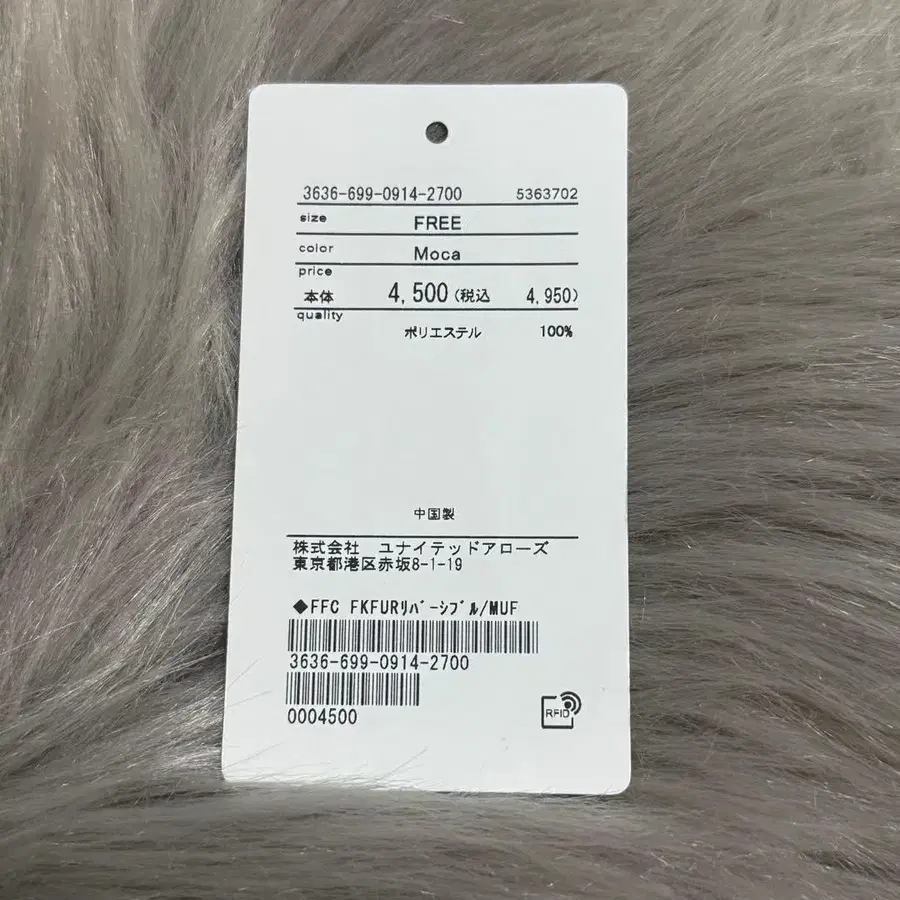 3636-699-0914-2700 5363702
size FREE
color Moca
price
本体 4,500(税込 4,950)
quality
ポリエステル 100%
中国製
株式会社 ユナイテッドアローズ
東京都港区赤坂8-1-19
◆FFC FKFURﾘﾊﾞｰｼﾌﾞﾙ/MUF
3636-699-0914-2700
0004500
RFID